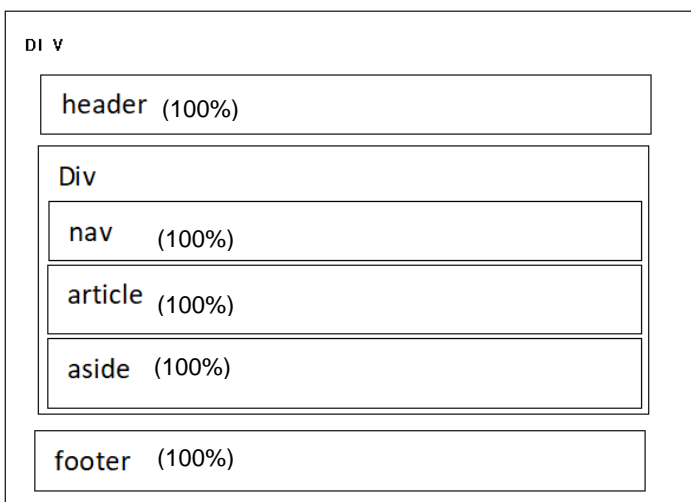 DI V
header (100%)
Div
nav (100%)
article (100%)
aside (100%)
footer (100%)